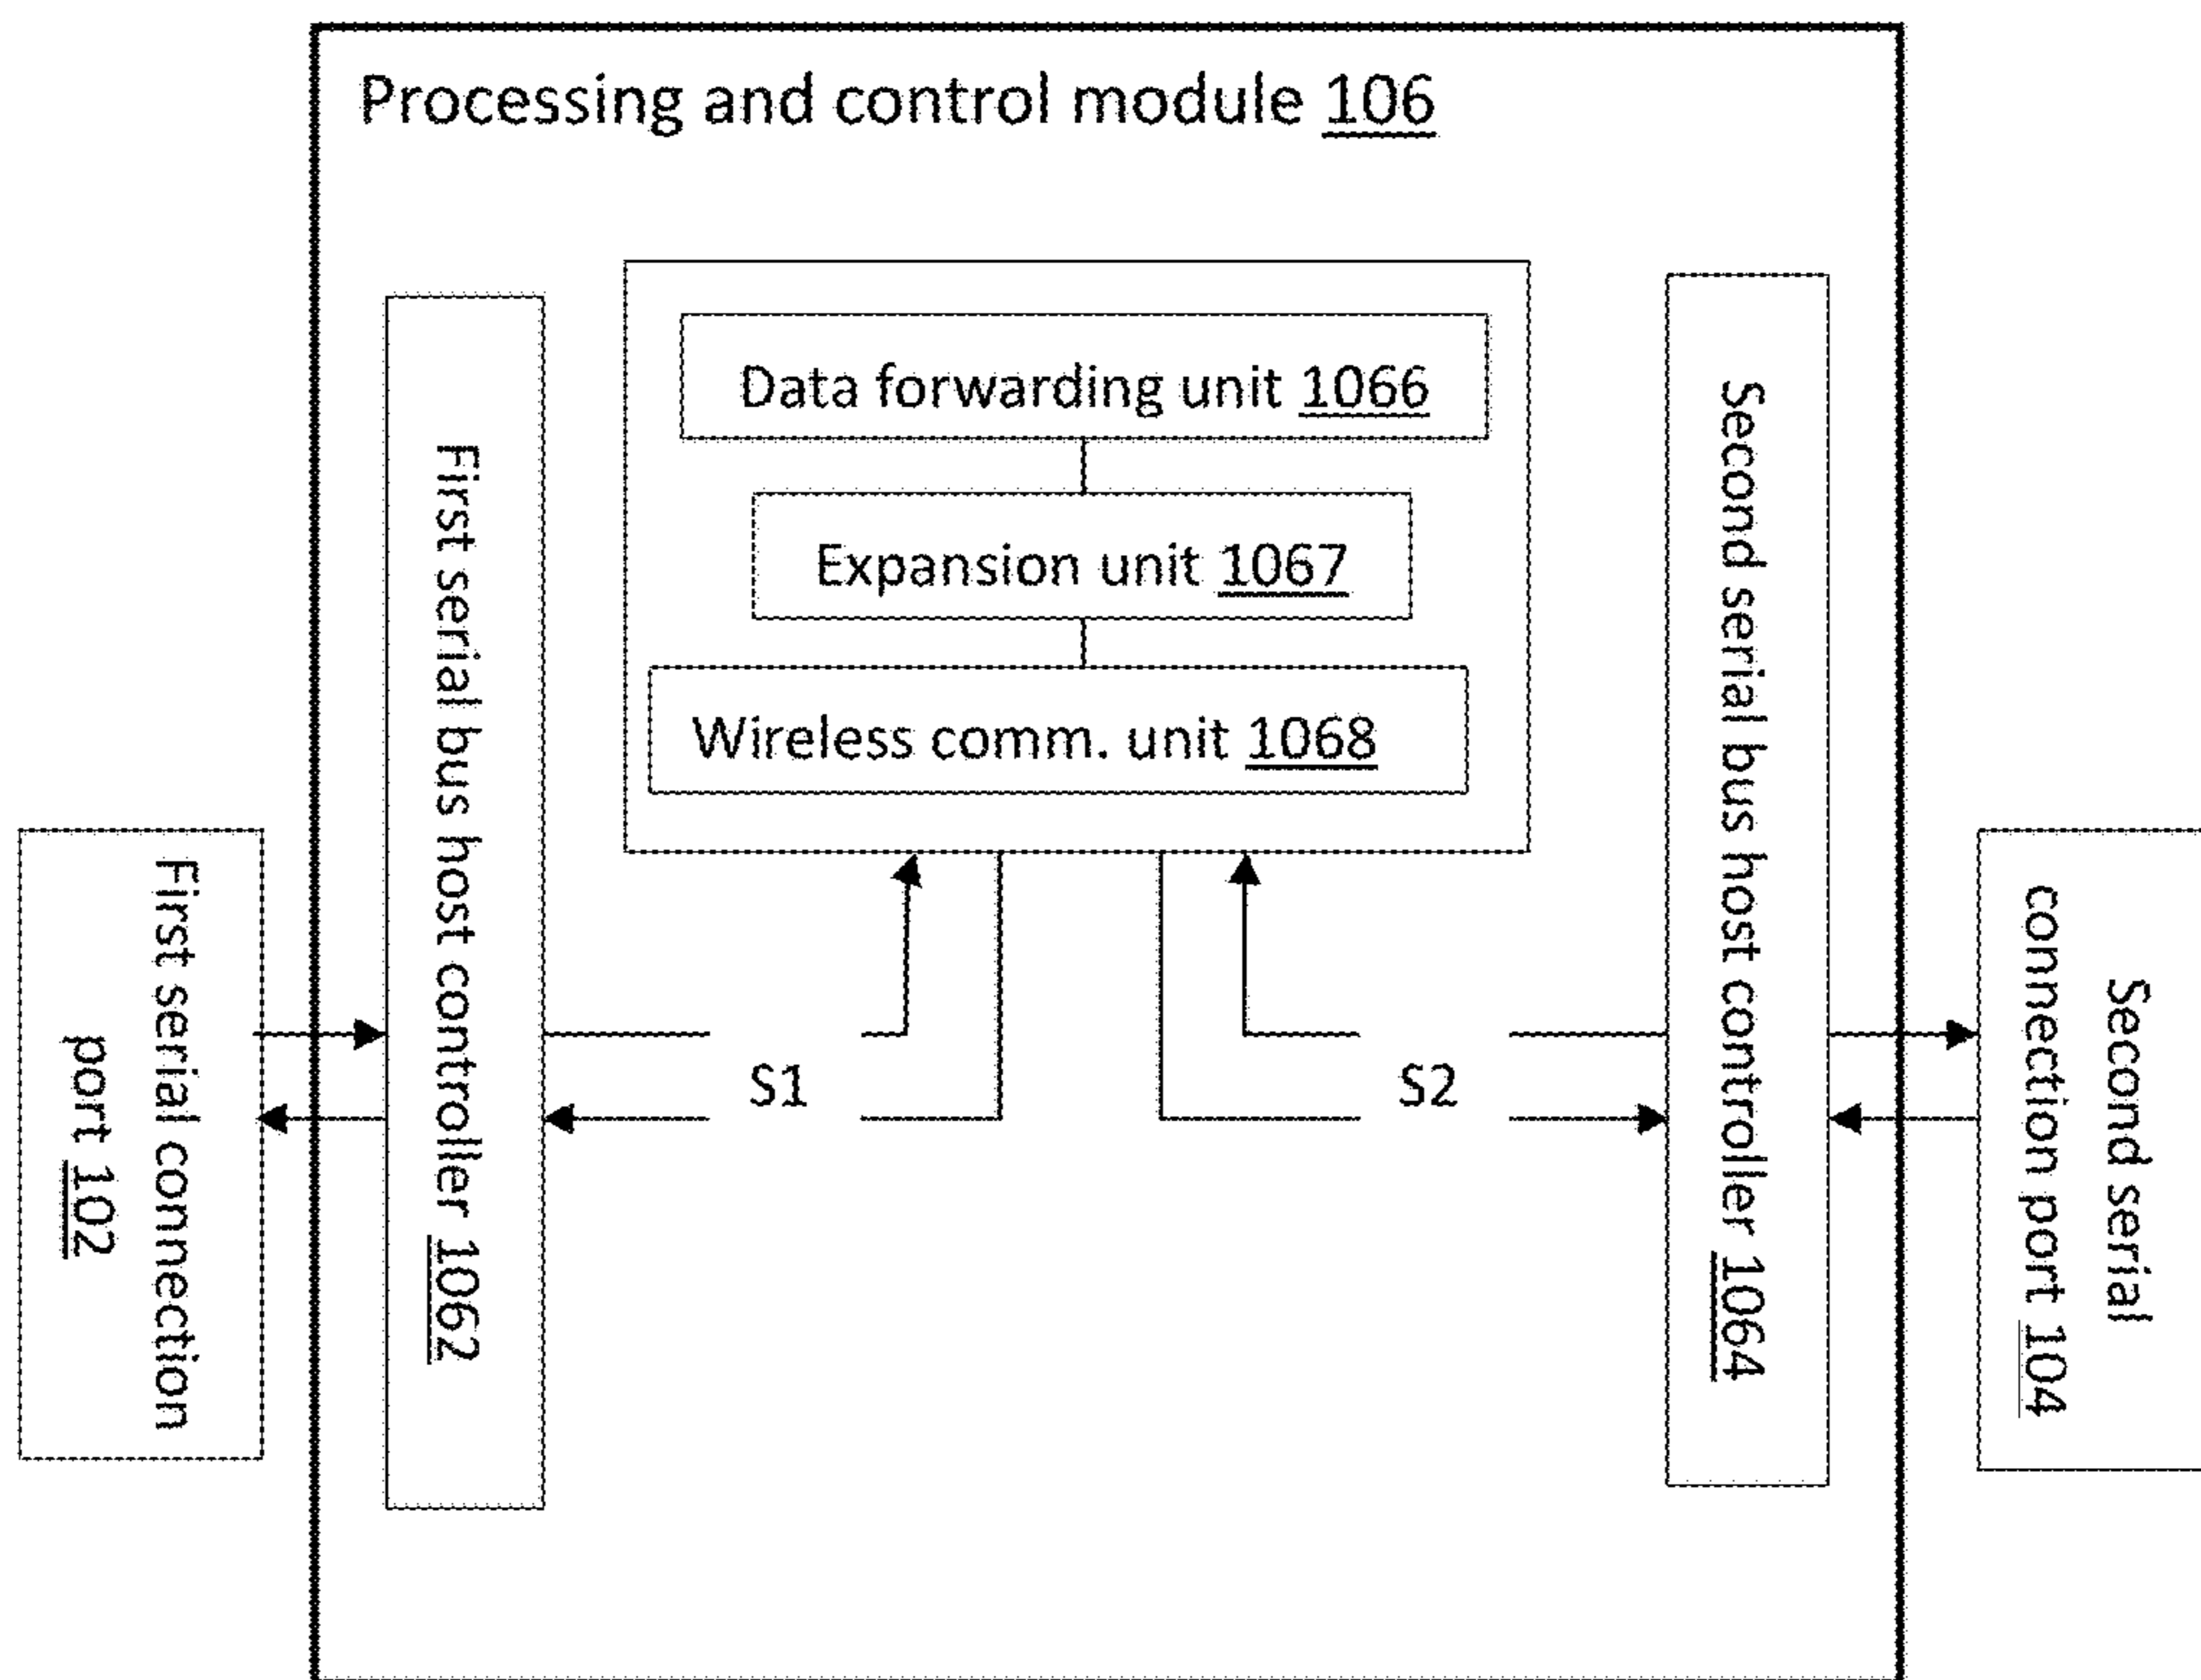 Processing and control module 106
Data forwarding unit 1066
Expansion unit 1067
Wireless comm. unit 1068
First serial bus host controller 1062
Second serial bus host controller 1064
First serial connection
port 102
Second serial
connection port 104
S1
S2